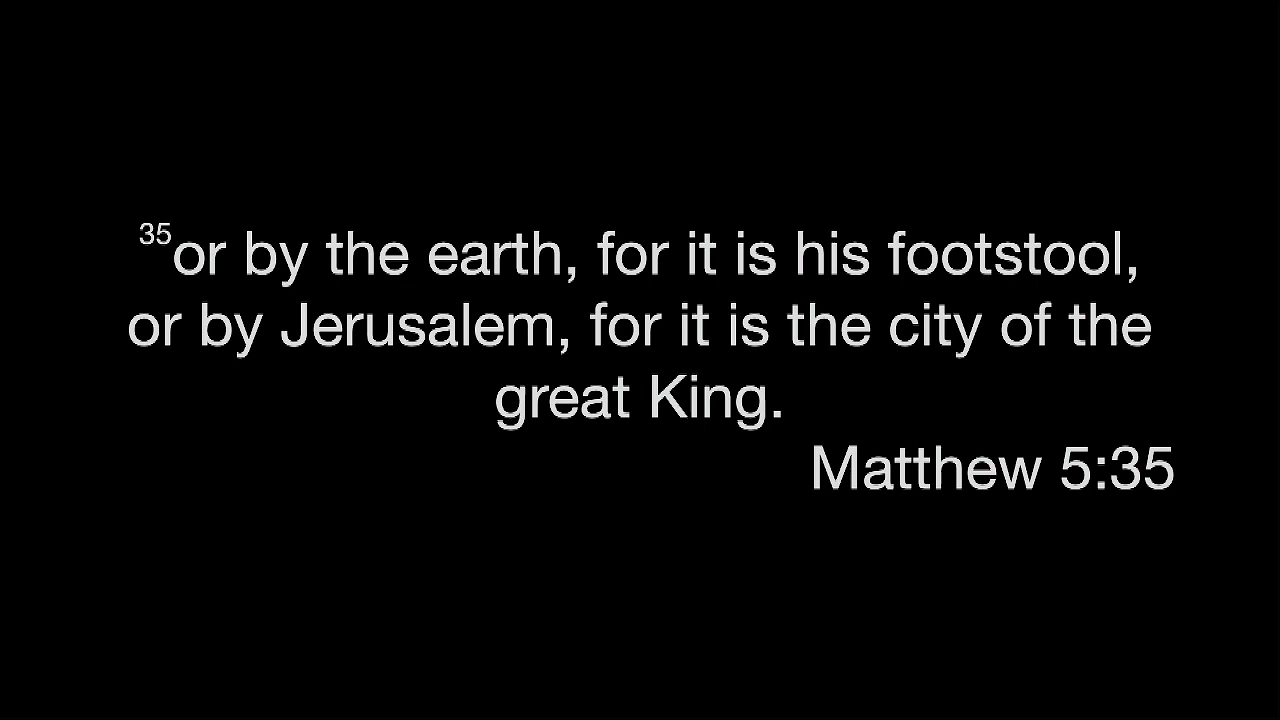 35or by the earth, for it is his footstool,
or by Jerusalem, for it is the city of the
great King.
Matthew 5:35